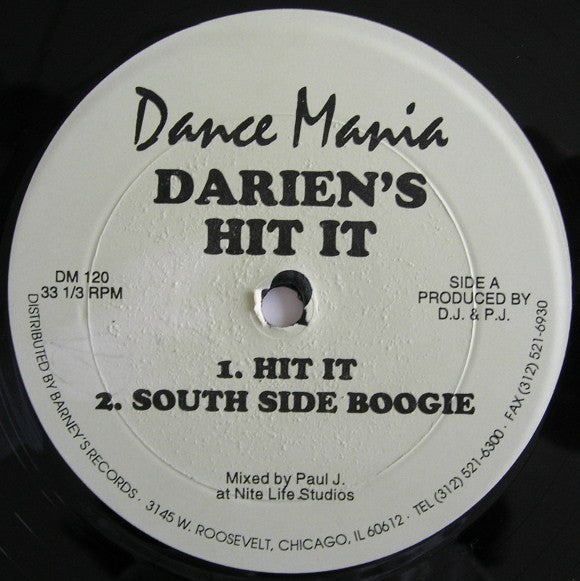 Dance Mania
DARIEN'S
HIT IT
DM 120
33 1/3 RPM
SIDE A
PRODUCED BY
D.J. & P.J.
1. HIT IT
2. SOUTH SIDE BOOGIE
Mixed by Paul J.
at Nite Life Studios
DISTRIBUTED BY BARNEY'S RECORDS · 3145 W. ROOSEVELT, CHICAGO, IL 60612 · TEL (312) 521-6300 · FAX (312) 521-6930